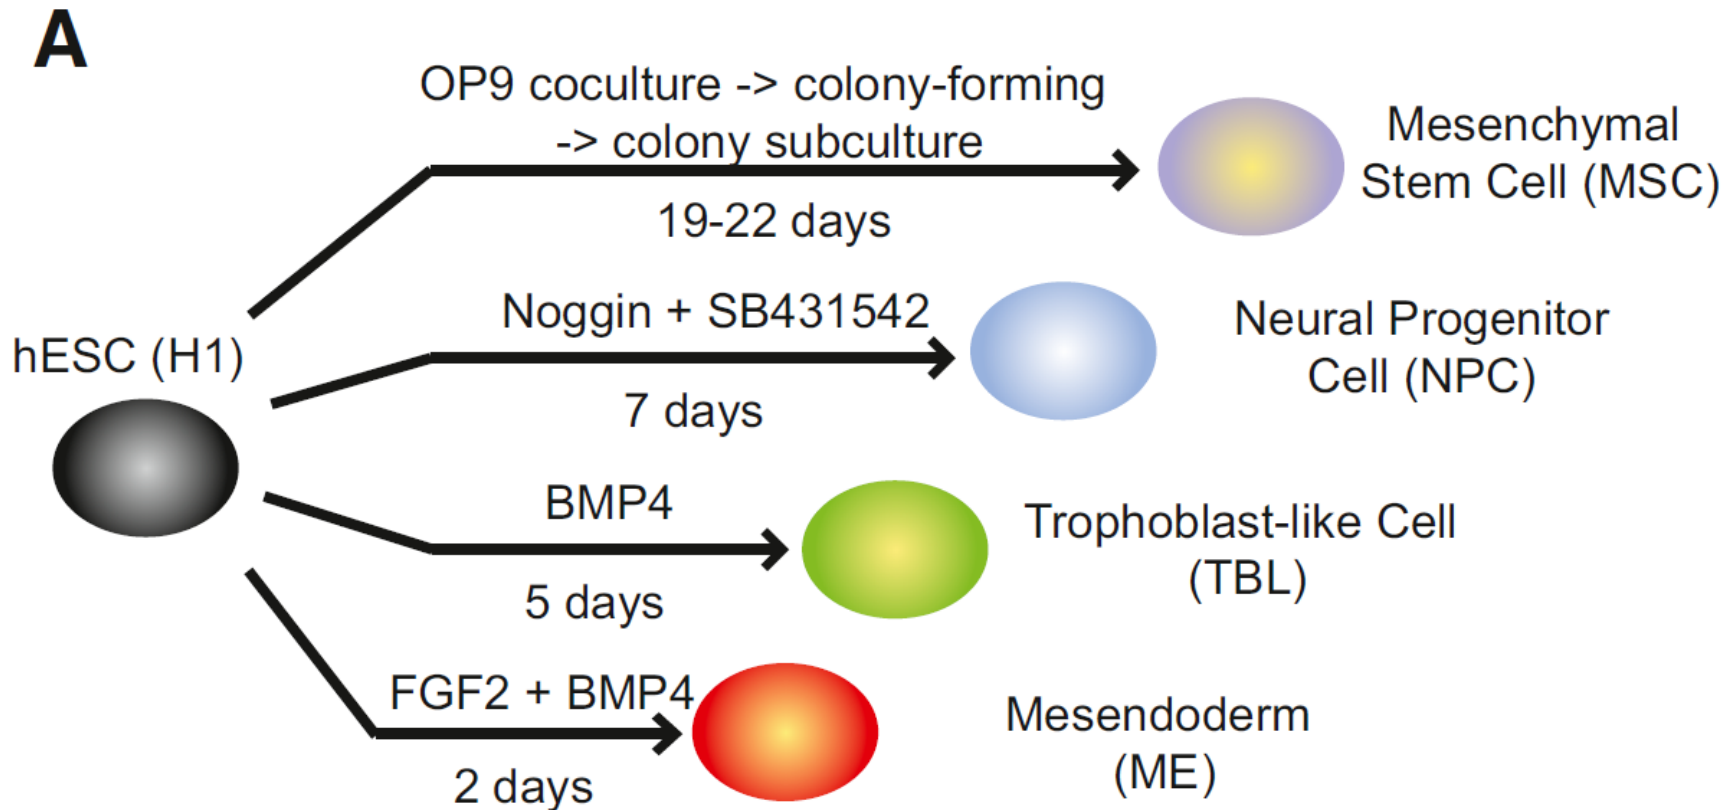 A
OP9 coculture -> colony-forming
-> colony subculture
19-22 days
Mesenchymal
Stem Cell (MSC)
Noggin + SB431542
7 days
Neural Progenitor
Cell (NPC)
hESC (H1)
BMP4
5 days
Trophoblast-like Cell
(TBL)
FGF2 + BMP4
2 days
Mesendoderm
(ME)